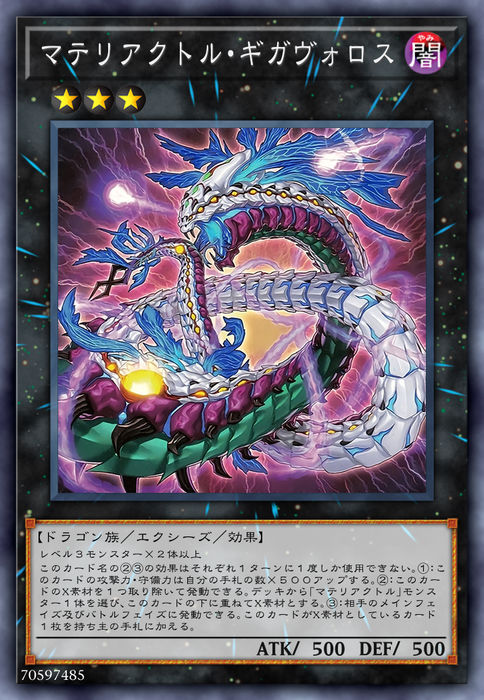 マテリアクトル・ギガヴォロス
やみ
闇
【ドラゴン族／エクシーズ／効果】
レベル３モンスター×２体以上
このカード名の②③の効果はそれぞれ１ターンに１度しか使用できない。①：こ
のカードの攻撃力・守備力は自分の手札の数×５００アップする。②：このカー
ドのX素材を１つ取り除いて発動できる。デッキから「マテリアクトル」モンス
ター１体を選び、このカードの下に重ねてX素材とする。③：相手のメインフェ
イズ及びバトルフェイズに発動できる。このカードがX素材としているカード
１枚を持ち主の手札に加える。
ATK/ 500 DEF/ 500
70597485